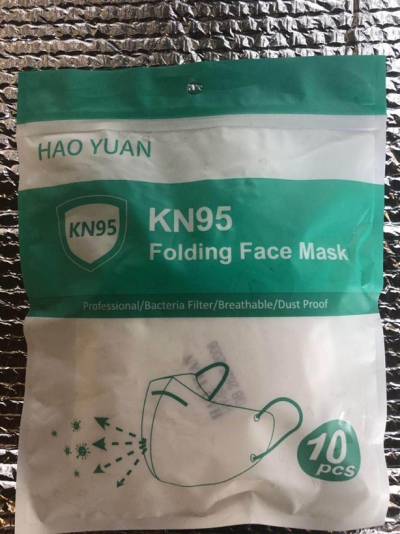 HAO YUAN
KN95
KN95
Folding Face Mask
Professional/Bacteria Filter/Breathable/Dust Proof
10
pcs